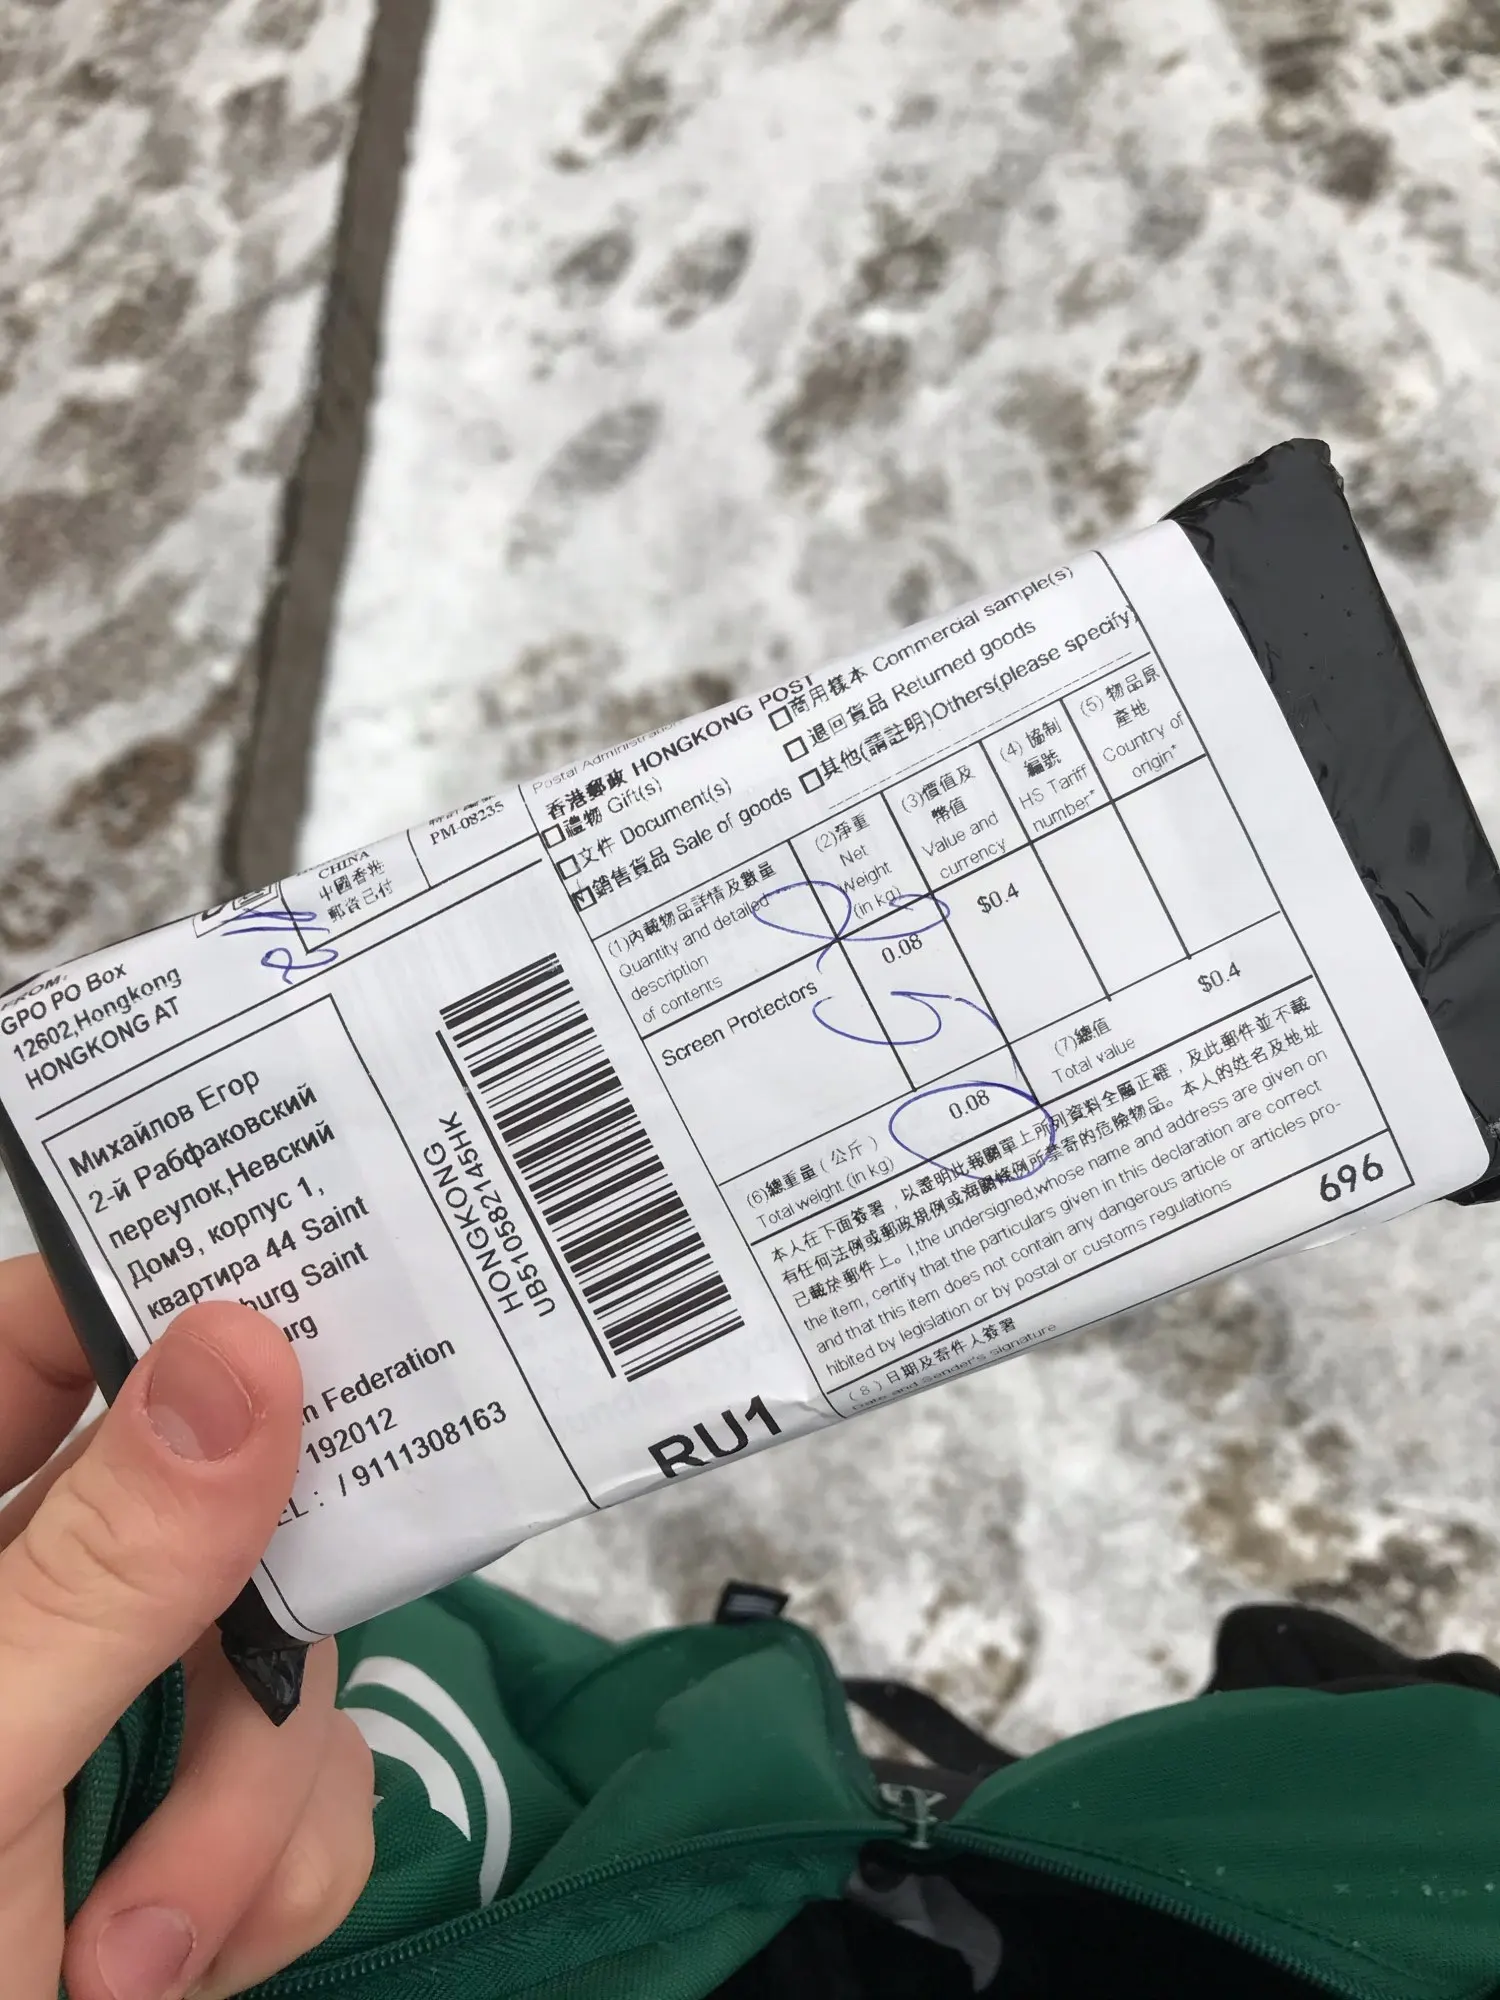 CHINA
中國香港
郵資已付
PM-08235
FROM:
GPO PO Box
12602,Hongkong
HONGKONG AT
Михайлов Егор
2-й Рабфаковский
переулок,Невский
Дом9, корпус 1,
квартира 44 Saint
burg Saint
urg
n Federation
192012
EL : / 9111308163
HONGKONG
UB510582145HK
RU1
Postal Administration
香港郵政 HONGKONG POST
禮物 Gift(s)
文件 Document(s)
銷售貨品 Sale of goods
商用樣本 Commercial sample(s)
退回貨品 Returned goods
其他(請註明)Others(please specify)
(1)內載物品詳情及數量
Quantity and detailed
description
of contents
(2)淨重
Net
Weight
(in kg)
(3)價值及
幣值
Value and
currency
(4) 協制
編號
HS Tariff
number*
(5) 物品原
產地
Country of
origin*
Screen Protectors
0.08
$0.4
(6)總重量 ( 公斤 )
Total weight (in kg)
0.08
(7)總值
Total value
$0.4
本人在下面簽署，以證明此報關單上所列資料全屬正確，及此郵件並不載
有任何法例或郵政規例或海關條例所禁寄的危險物品。本人的姓名及地址
已載於郵件上。I,the undersigned,whose name and address are given on
the item, certify that the particulars given in this declaration are correct
and that this item does not contain any dangerous article or articles pro-
hibited by legislation or by postal or customs regulations
696
( 8 ) 日期及寄件人簽署
Date and Sender's signature